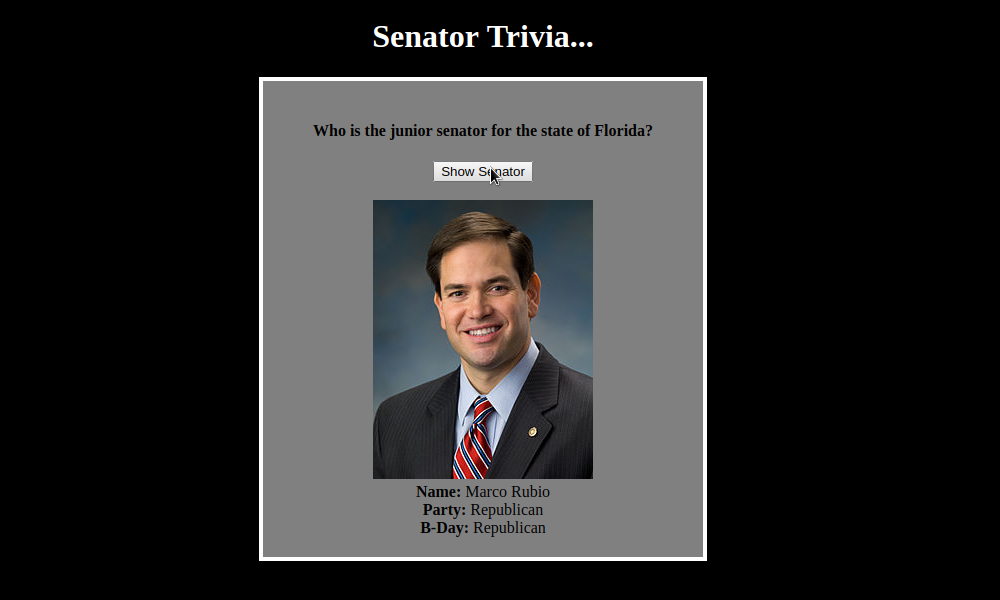 Senator Trivia...
Who is the junior senator for the state of Florida?
Show Senator
Name: Marco Rubio
Party: Republican
B-Day: Republican